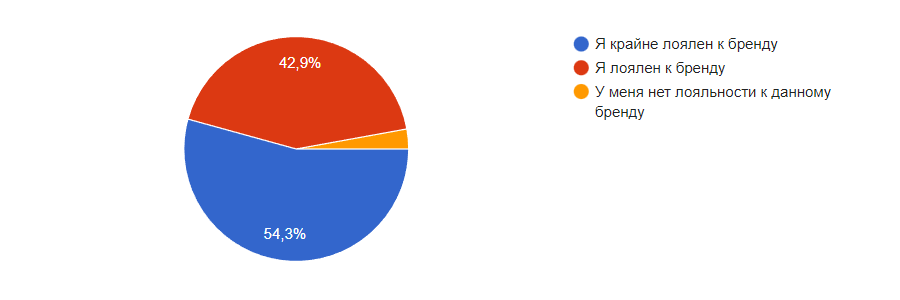 42,9%
54,3%
Я крайне лоялен к бренду
Я лоялен к бренду
У меня нет лояльности к данному
бренду